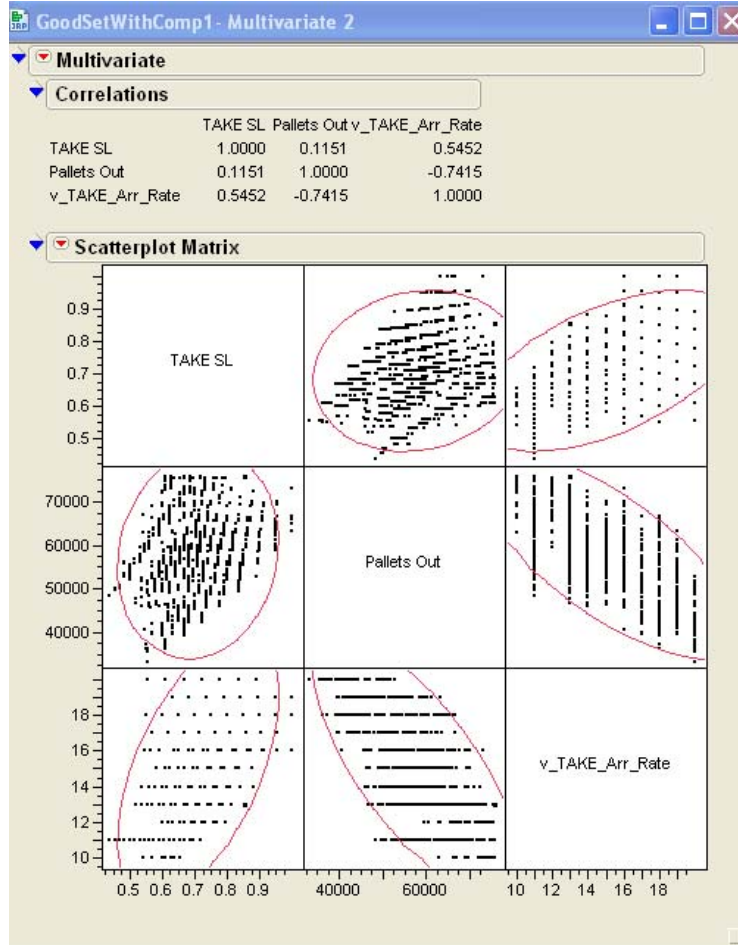 GoodSetWithComp1- Multivariate 2
Multivariate
Correlations
TAKE SL Pallets Out v_TAKE_Arr_Rate
TAKE SL 1.0000 0.1151 0.5452
Pallets Out 0.1151 1.0000 -0.7415
v_TAKE_Arr_Rate 0.5452 -0.7415 1.0000
Scatterplot Matrix
0.9
0.8
0.7
0.6
0.5
TAKE SL
70000
60000
50000
40000
Pallets Out
18
16
14
12
10
v_TAKE_Arr_Rate
0.5 0.6 0.7 0.8 0.9 40000 60000 10 12 14 16 18